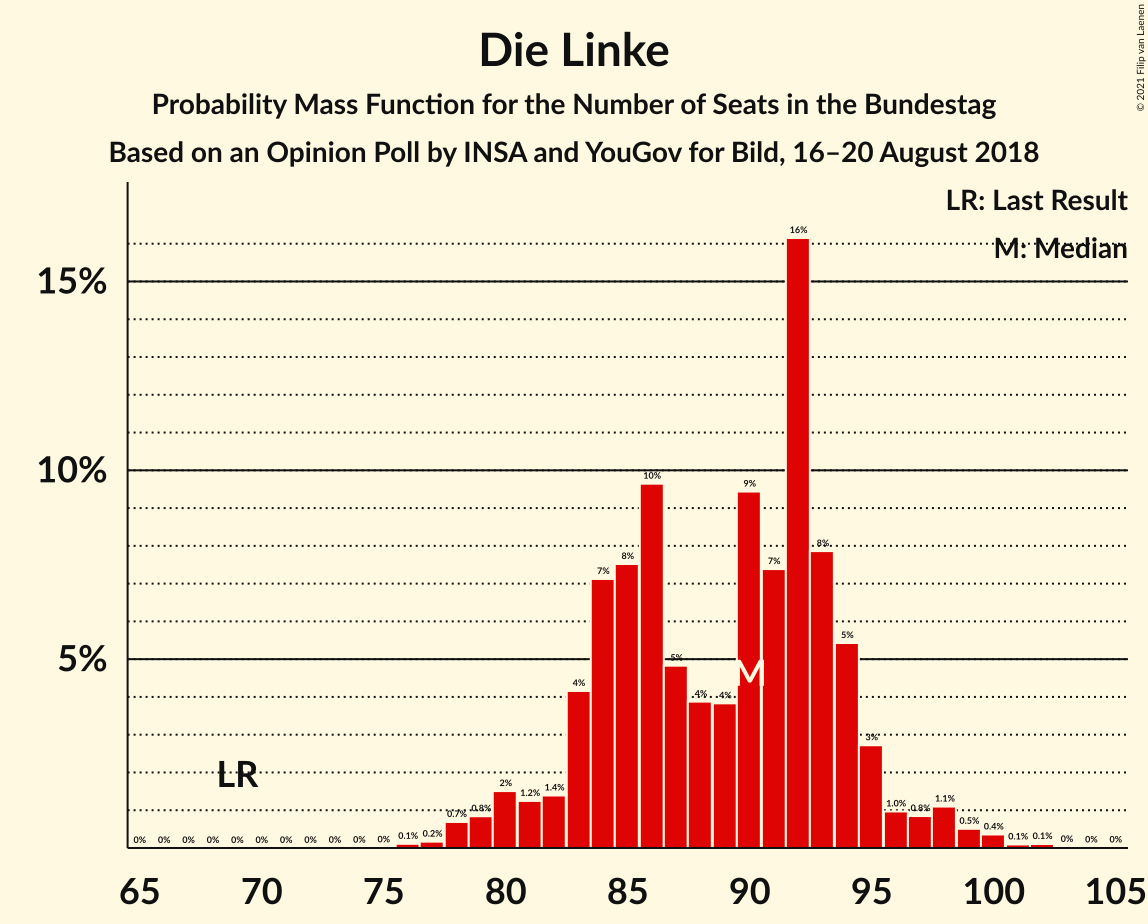 Die Linke
Probability Mass Function for the Number of Seats in the Bundestag
Based on an Opinion Poll by INSA and YouGov for Bild, 16–20 August 2018
© 2021 Filip van Laenen
LR: Last Result
M: Median
15%
10%
5%
0% 0% 0% 0% 0% 0% 0% 0% 0% 0% 0% 0.1% 0.2% 0.7% 0.8% 2% 1.2% 1.4% 4% 7% 8% 10% 5% 4% 4% 9% 7% 16% 8% 5% 3% 1.0% 0.8% 1.1% 0.5% 0.4% 0.1% 0.1% 0% 0% 0%
LR
M
65 70 75 80 85 90 95 100 105